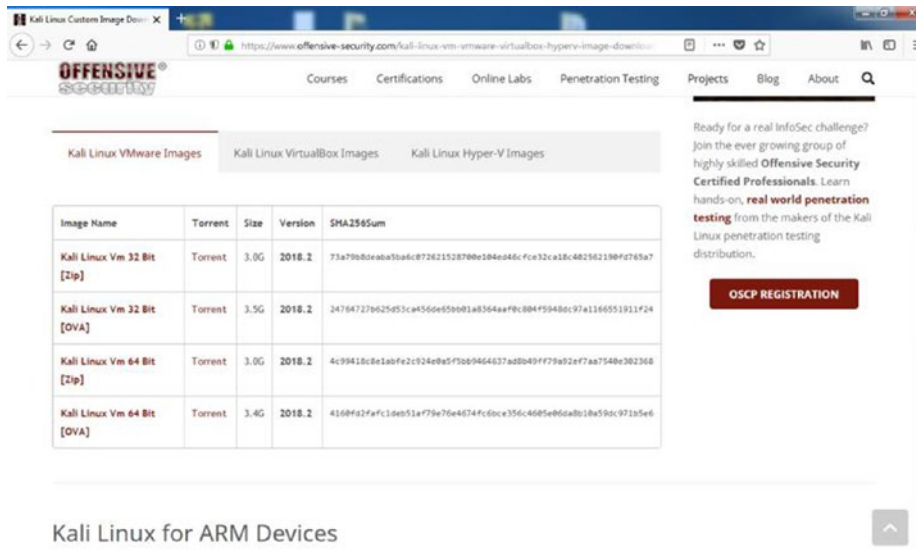 Kali Linux Custom Image Down
https://www.offensive-security.com/kali-linux-vm-vmware-virtualbox-hyperv-image-downloa
OFFENSIVE®
security
Courses Certifications Online Labs Penetration Testing Projects Blog About
Kali Linux VMware Images Kali Linux VirtualBox Images Kali Linux Hyper-V Images
Image Name Torrent Size Version SHA256Sum
Kali Linux Vm 32 Bit
[Zip]
Torrent 3.0G 2018.2
Kali Linux Vm 32 Bit
[OVA]
Torrent 3.5G 2018.2
Kali Linux Vm 64 Bit
[Zip]
Torrent 3.0G 2018.2
Kali Linux Vm 64 Bit
[OVA]
Torrent 3.4G 2018.2
Ready for a real InfoSec challenge?
Join the ever growing group of
highly skilled Offensive Security
Certified Professionals. Learn
hands-on, real world penetration
testing from the makers of the Kali
Linux penetration testing
distribution.
OSCP REGISTRATION
Kali Linux for ARM Devices